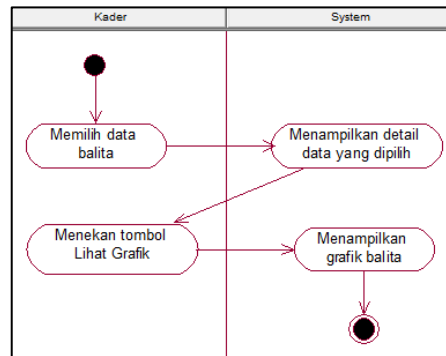 Kader
System
Memilih data
balita
Menampilkan detail
data yang dipilih
Menekan tombol
Lihat Grafik
Menampilkan
grafik balita